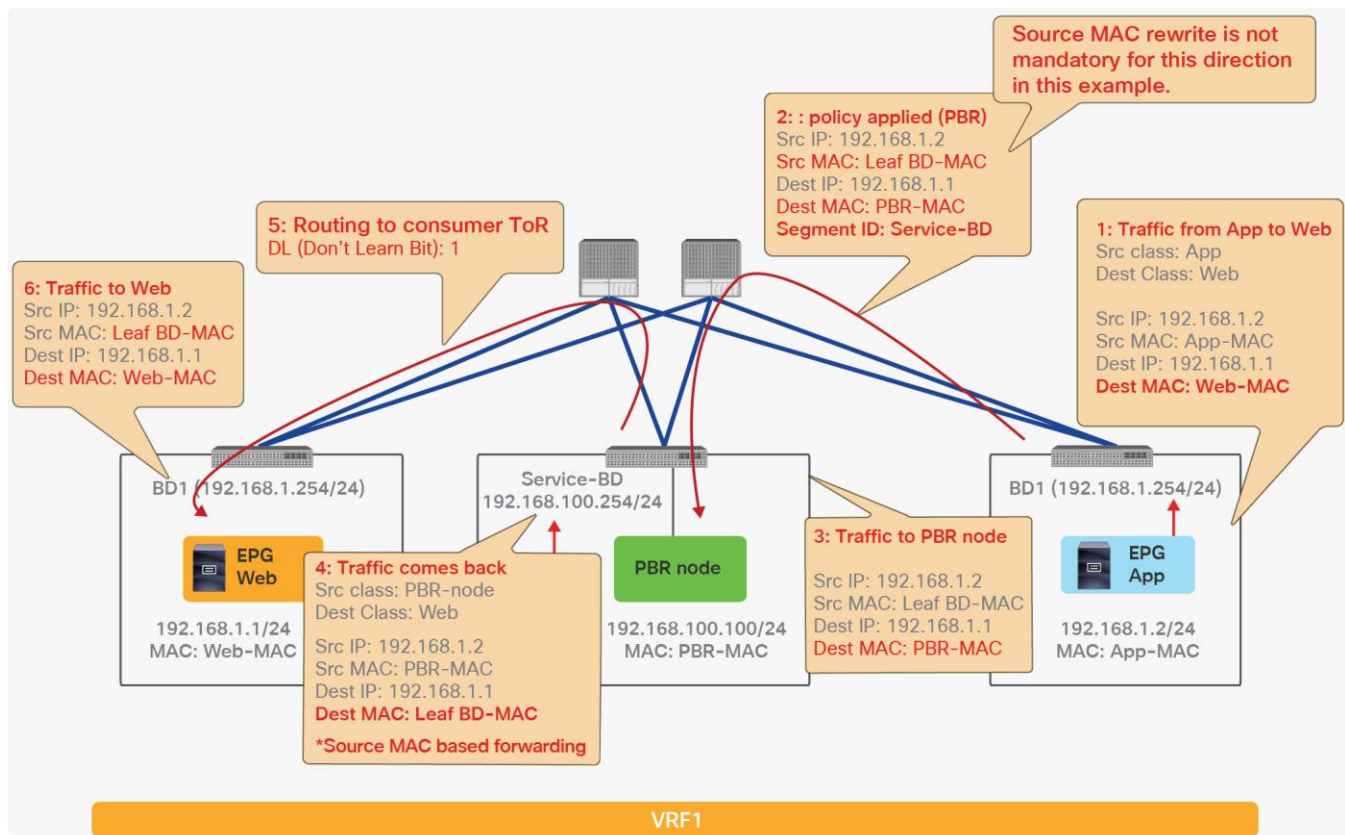 Source MAC rewrite is not
mandatory for this direction
in this example.
2: : policy applied (PBR)
Src IP: 192.168.1.2
Src MAC: Leaf BD-MAC
Dest IP: 192.168.1.1
Dest MAC: PBR-MAC
Segment ID: Service-BD
5: Routing to consumer ToR
DL (Don't Learn Bit): 1
1: Traffic from App to Web
Src class: App
Dest Class: Web
Src IP: 192.168.1.2
Src MAC: App-MAC
Dest IP: 192.168.1.1
Dest MAC: Web-MAC
6: Traffic to Web
Src IP: 192.168.1.2
Src MAC: Leaf BD-MAC
Dest IP: 192.168.1.1
Dest MAC: Web-MAC
BD1 (192.168.1.254/24)
EPG
Web
192.168.1.1/24
MAC: Web-MAC
Service-BD
192.168.100.254/24
4: Traffic comes back
Src class: PBR-node
Dest Class: Web
Src IP: 192.168.1.2
Src MAC: PBR-MAC
Dest IP: 192.168.1.1
Dest MAC: Leaf BD-MAC
*Source MAC based forwarding
PBR node
192.168.100.100/24
MAC: PBR-MAC
3: Traffic to PBR node
Src IP: 192.168.1.2
Src MAC: Leaf BD-MAC
Dest IP: 192.168.1.1
Dest MAC: PBR-MAC
BD1 (192.168.1.254/24)
EPG
App
192.168.1.2/24
MAC: App-MAC
VRF1